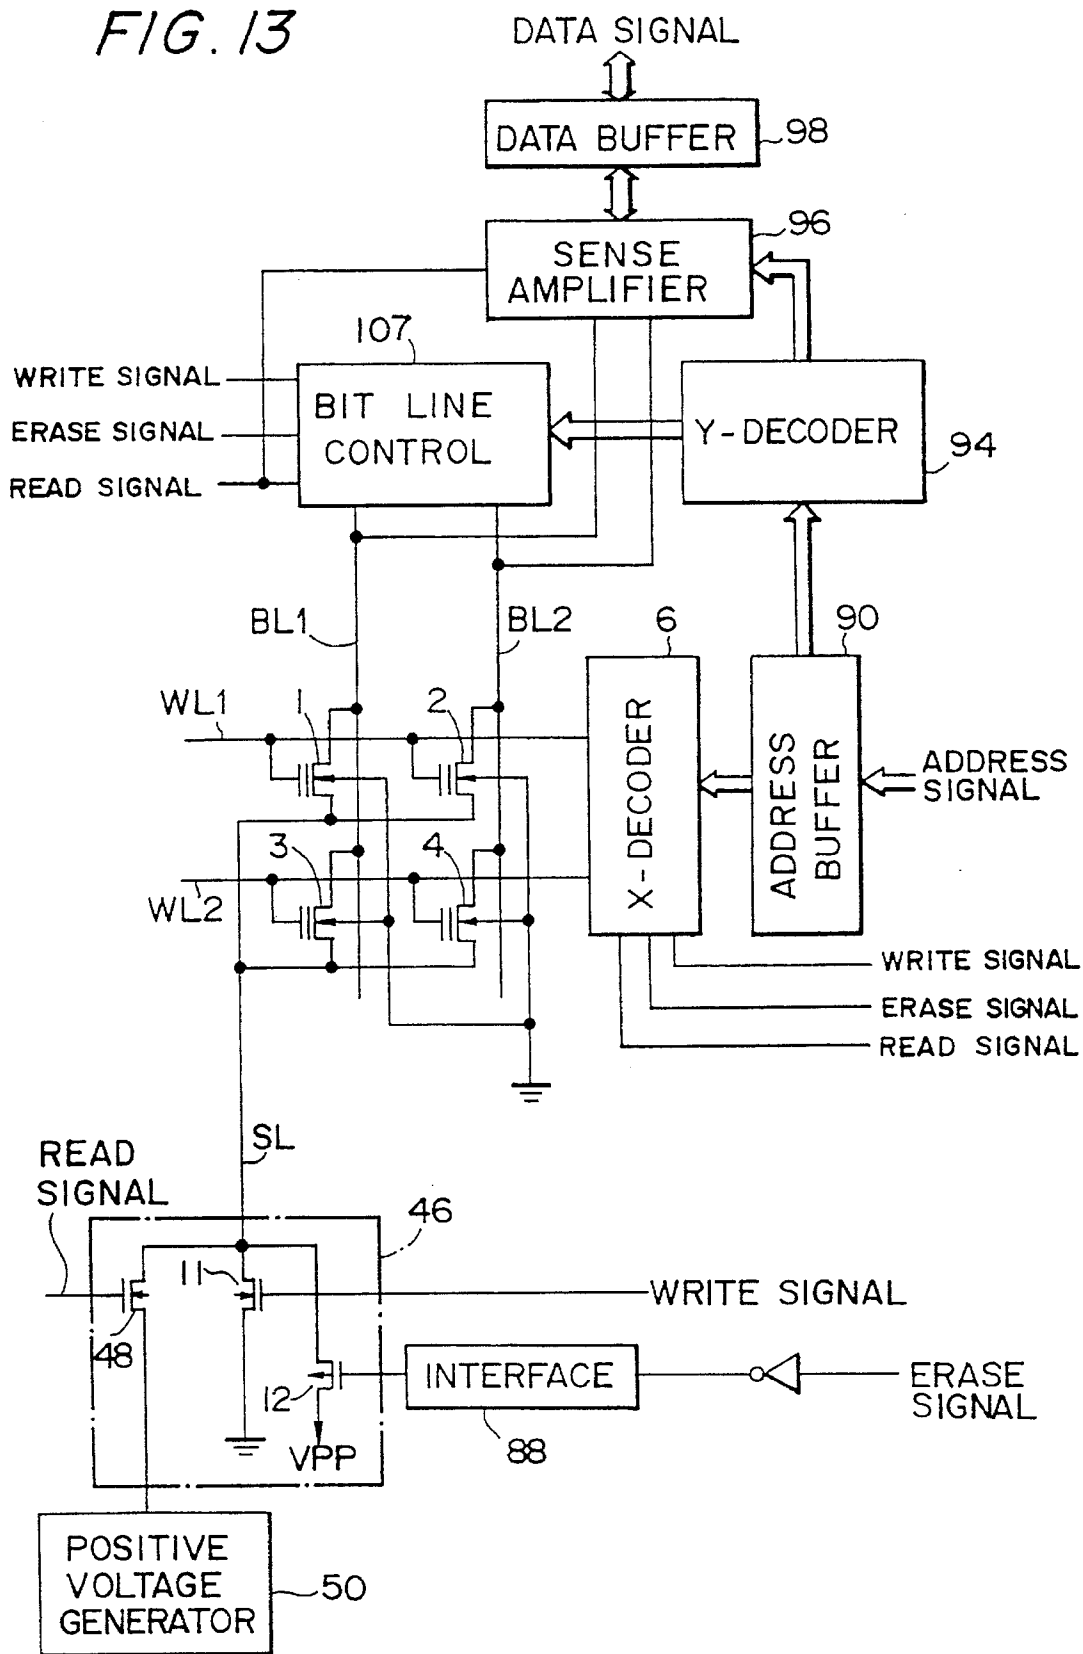 FIG. 13
DATA SIGNAL
DATA BUFFER
98
96
SENSE
AMPLIFIER
107
WRITE SIGNAL
ERASE SIGNAL
READ SIGNAL
BIT LINE
CONTROL
Y-DECODER
94
BL1
BL2
6
90
WL1
1
2
X-DECODER
ADDRESS
BUFFER
ADDRESS
SIGNAL
3
4
WL2
WRITE SIGNAL
ERASE SIGNAL
READ SIGNAL
SL
READ
SIGNAL
46
11
48
WRITE SIGNAL
12
INTERFACE
ERASE
SIGNAL
VPP
88
POSITIVE
VOLTAGE
GENERATOR
50